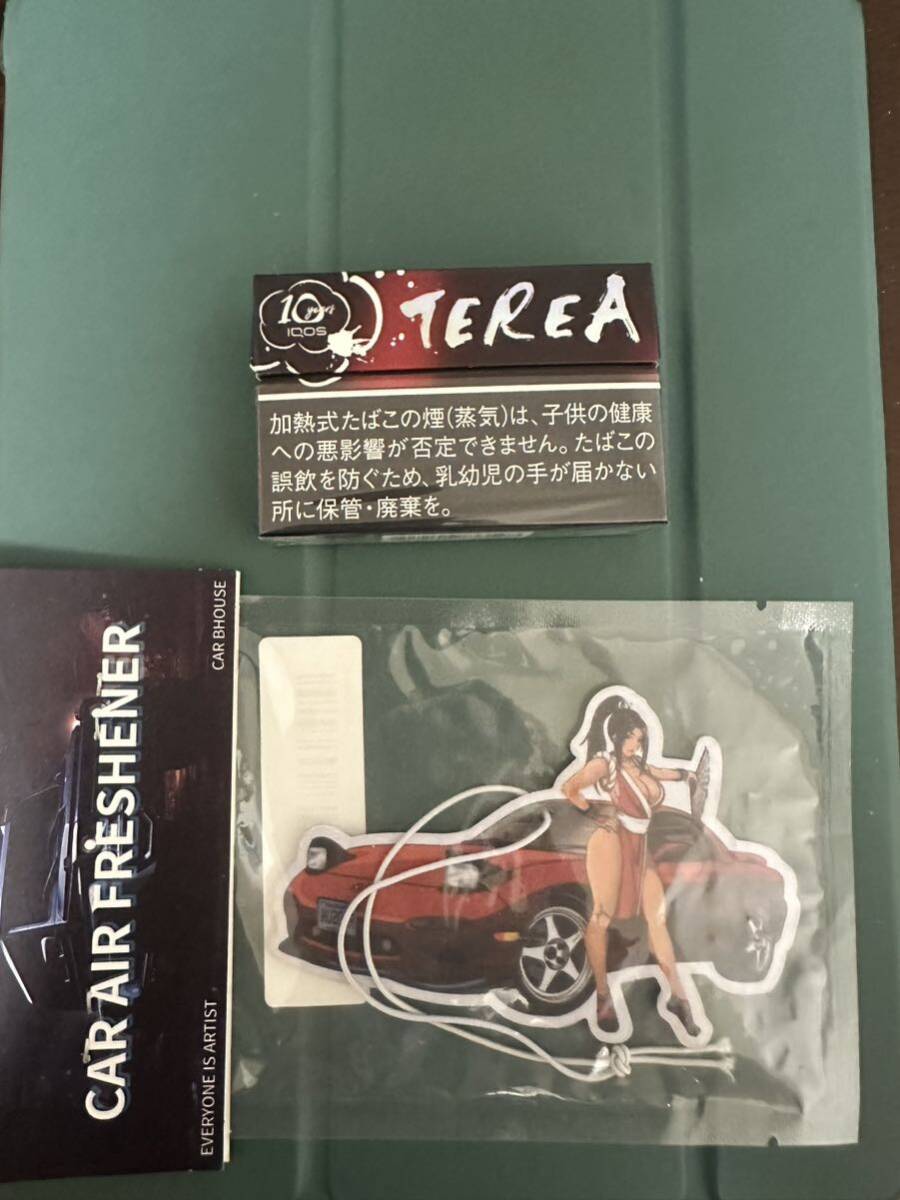 10 years
IQOS
TEREA
加熱式たばこの煙(蒸気)は、子供の健康
への悪影響が否定できません。たばこの
誤飲を防ぐため、乳幼児の手が届かない
所に保管・廃棄を。
CAR BHOUSE
CAR AIR FRESHENER
EVERYONE IS ARTIST